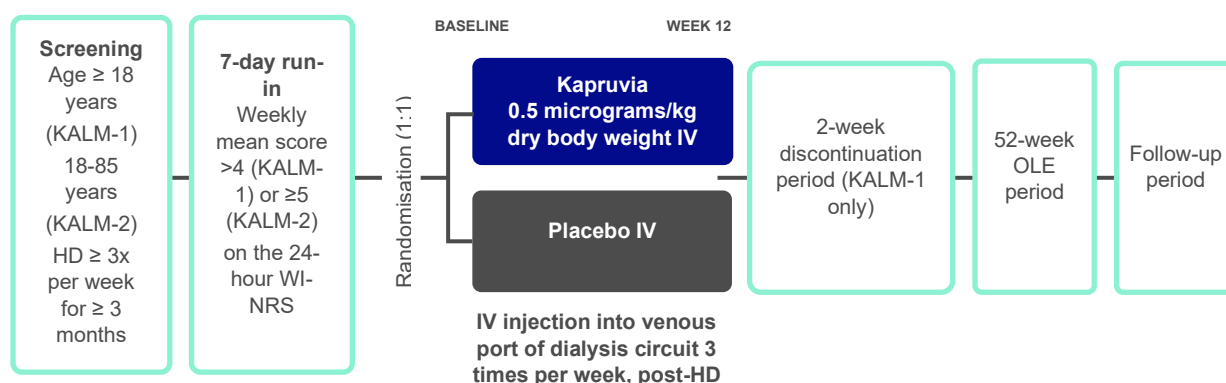 Screening
Age ≥ 18
years
(KALM-1)
18-85
years
(KALM-2)
HD ≥ 3x
per week
for ≥ 3
months
7-day run-
in
Weekly
mean score
>4 (KALM-
1) or ≥5
(KALM-2)
on the 24-
hour WI-
NRS
Randomisation (1:1)
BASELINE
WEEK 12
Kapruvia
0.5 micrograms/kg
dry body weight IV
Placebo IV
IV injection into venous
port of dialysis circuit 3
times per week, post-HD
2-week
discontinuation
period (KALM-1
only)
52-week
OLE
period
Follow-up
period